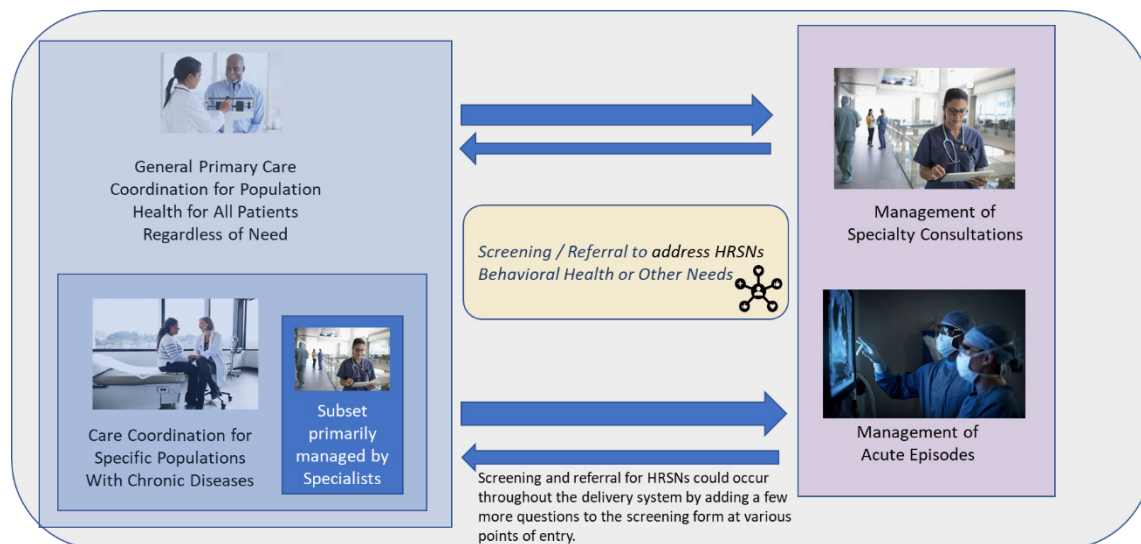 General Primary Care
Coordination for Population
Health for All Patients
Regardless of Need
Care Coordination for
Specific Populations
With Chronic Diseases
Subset
primarily
managed by
Specialists
Screening / Referral to address HRSNs
Behavioral Health or Other Needs
Screening and referral for HRSNs could occur
throughout the delivery system by adding a few
more questions to the screening form at various
points of entry.
Management of
Specialty Consultations
Management of
Acute Episodes